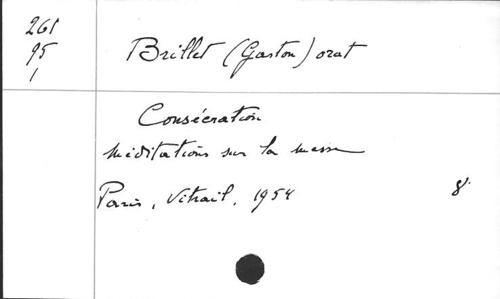 261
95
1
Brillet (Gaston) orat
Consécration
méditations sur la messe
Paris, Vitrail, 1954
8°